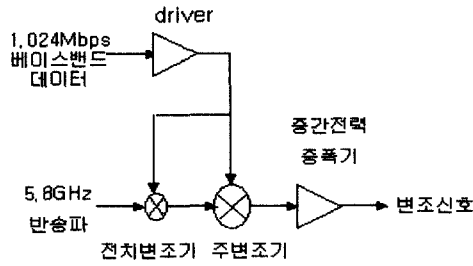 driver
1,024Mbps
베이스밴드
데이터
중간전력
증폭기
5,8GHz
반송파
변조신호
전치변조기
주변조기